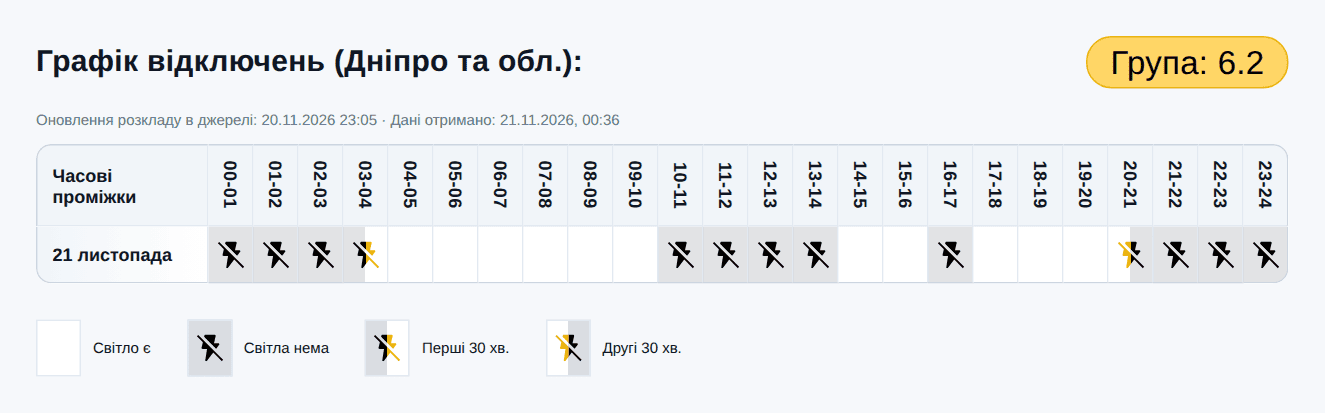 Графік відключень (Дніпро та обл.):
Група: 6.2
Оновлення розкладу в джерелі: 20.11.2026 23:05 · Дані отримано: 21.11.2026, 00:36
Часові
проміжки
00-01
01-02
02-03
03-04
04-05
05-06
06-07
07-08
08-09
09-10
10-11
11-12
12-13
13-14
14-15
15-16
16-17
17-18
18-19
19-20
20-21
21-22
22-23
23-24
21 листопада
Світло є
Світла нема
Перші 30 хв.
Другі 30 хв.